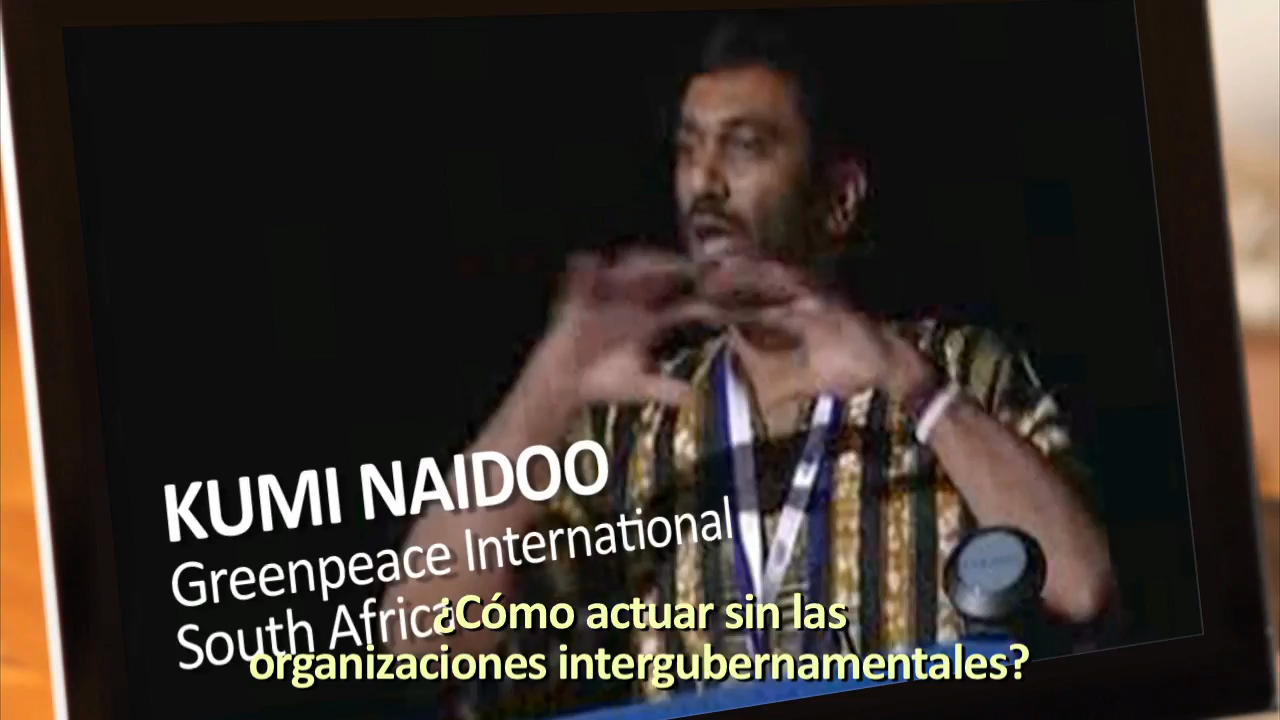 KUMI NAIDOO
Greenpeace International
South Africa
¿Cómo actuar sin las
organizaciones intergubernamentales?